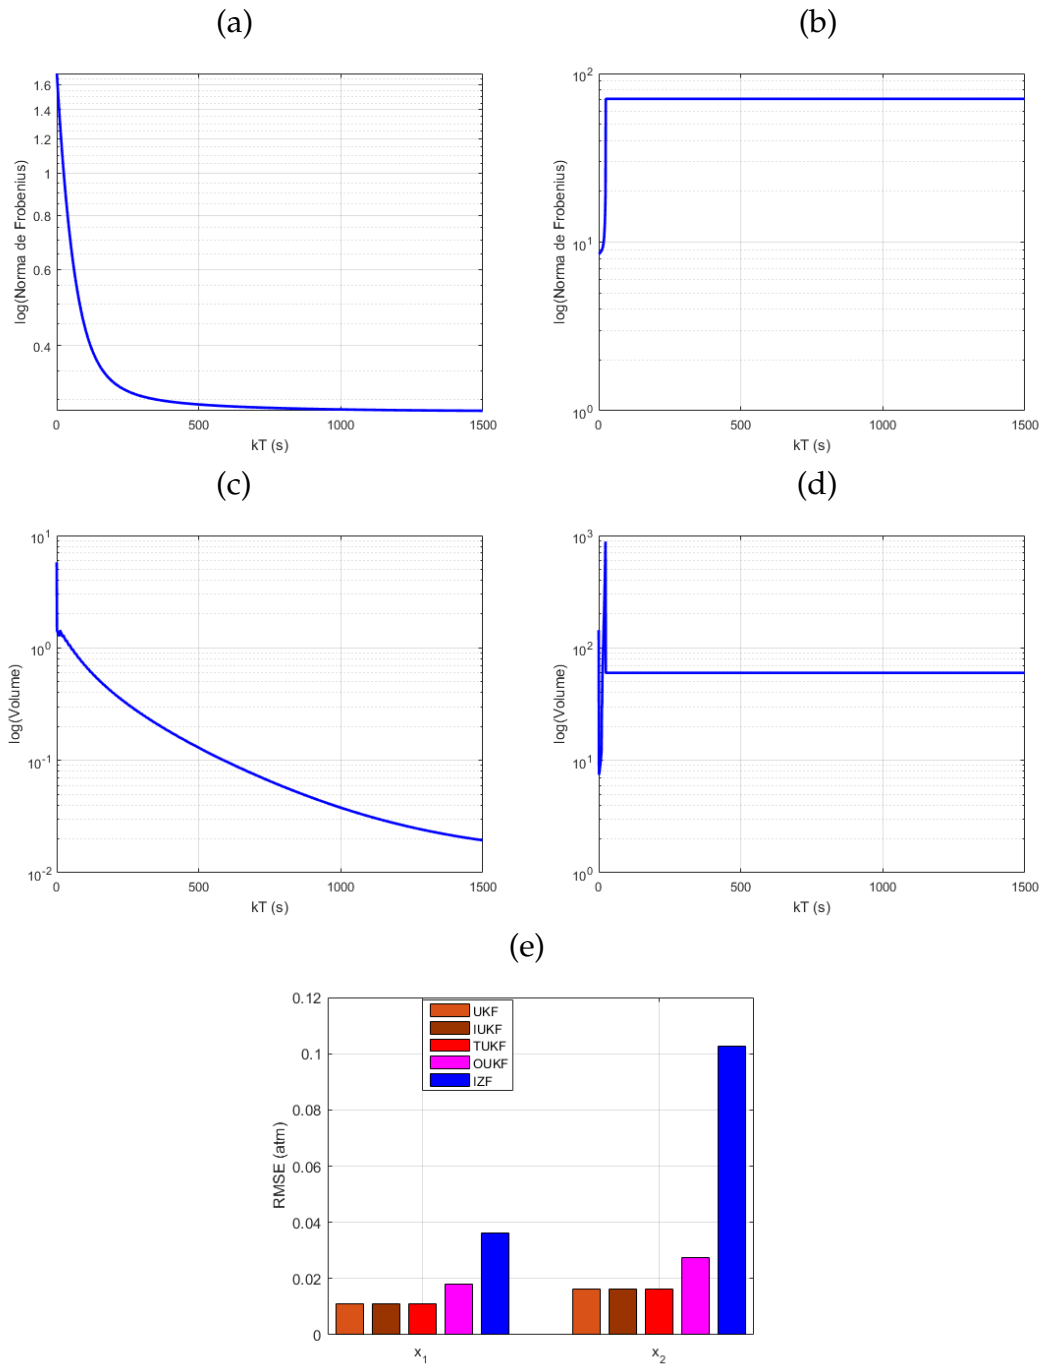 (a)
(b)
1.6
1.4
1.2
1
0.8
0.6
0.4
log(Norma de Frobenius)
0
500
1000
1500
kT (s)
10^2
10^1
10^0
log(Norma de Frobenius)
0
500
1000
1500
kT (s)
(c)
(d)
10^1
10^0
10^-1
10^-2
log(Volume)
0
500
1000
1500
kT (s)
10^3
10^2
10^1
10^0
log(Volume)
0
500
1000
1500
kT (s)
(e)
0.12
0.1
0.08
0.06
0.04
0.02
0
RMSE (atm)
UKF
IUKF
TUKF
OUKF
IZF
x_1
x_2